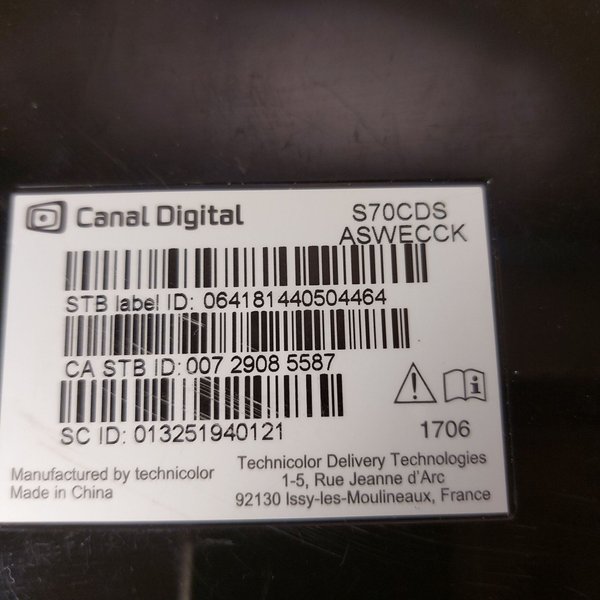 Canal Digital
S70CDS
ASWECCK
STB label ID: 064181440504464
CA STB ID: 007 2908 5587
SC ID: 013251940121
1706
Manufactured by technicolor
Made in China
Technicolor Delivery Technologies
1-5, Rue Jeanne d'Arc
92130 Issy-les-Moulineaux, France